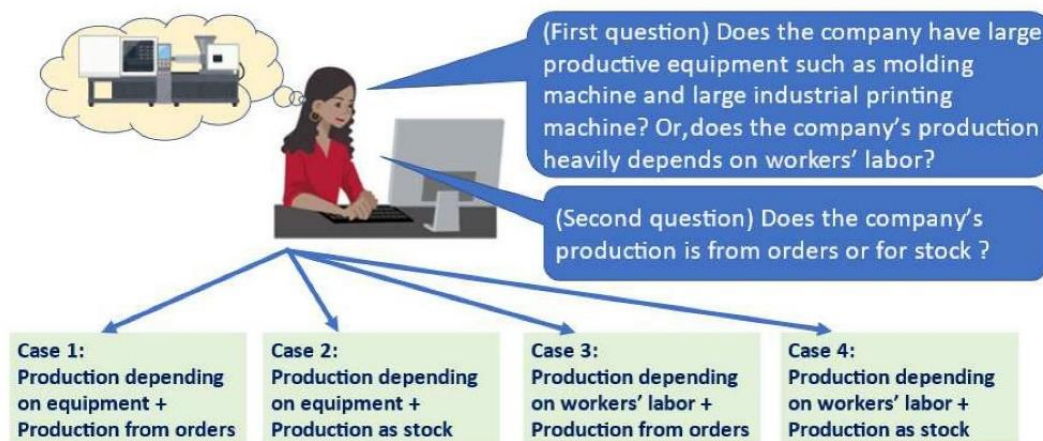 (First question) Does the company have large
productive equipment such as molding
machine and large industrial printing
machine? Or,does the company's production
heavily depends on workers' labor?
(Second question) Does the company's
production is from orders or for stock ?
Case 1:
Production depending
on equipment +
Production from orders
Case 2:
Production depending
on equipment +
Production as stock
Case 3:
Production depending
on workers' labor +
Production from orders
Case 4:
Production depending
on workers' labor +
Production as stock